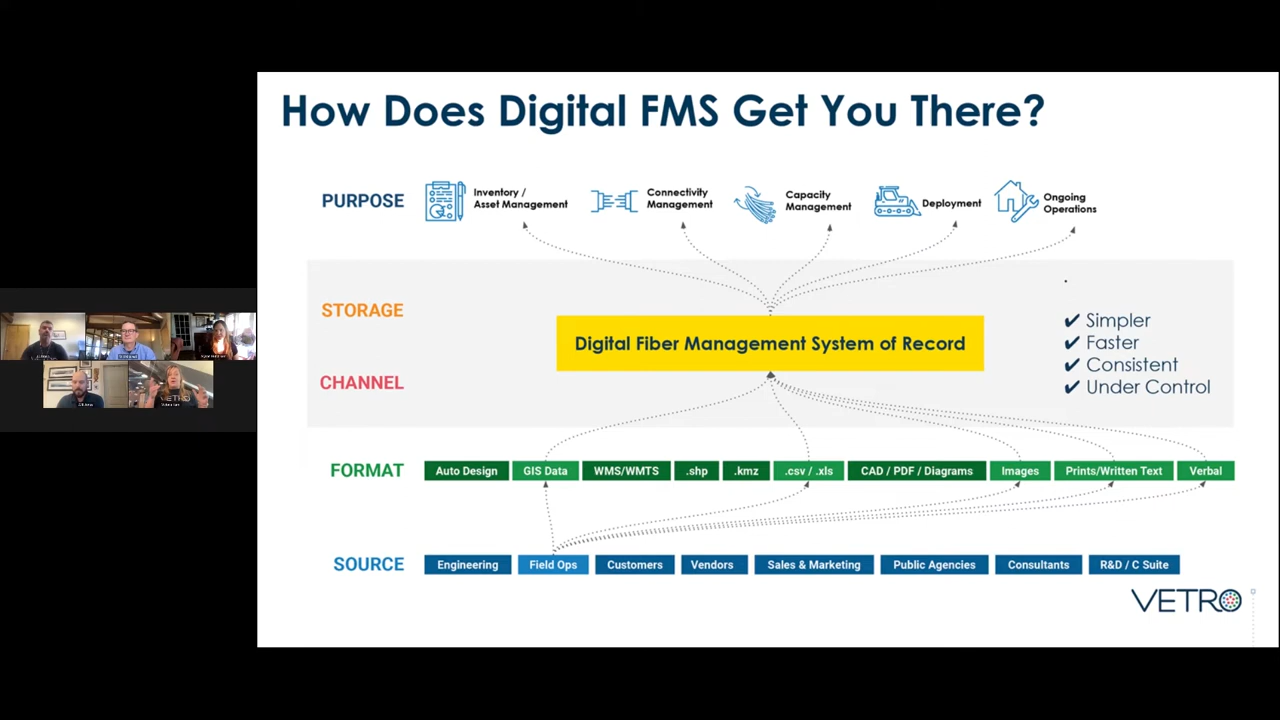 How Does Digital FMS Get You There?
PURPOSE
Inventory /
Asset Management
Connectivity
Management
Capacity
Management
Deployment
Ongoing
Operations
STORAGE
CHANNEL
Digital Fiber Management System of Record
✔ Simpler
✔ Faster
✔ Consistent
✔ Under Control
FORMAT
Auto Design
GIS Data
WMS/WMTS
.shp
.kmz
.csv / .xls
CAD / PDF / Diagrams
Images
Prints/Written Text
Verbal
SOURCE
Engineering
Field Ops
Customers
Vendors
Sales & Marketing
Public Agencies
Consultants
R&D / C Suite
VETRO
VETRO